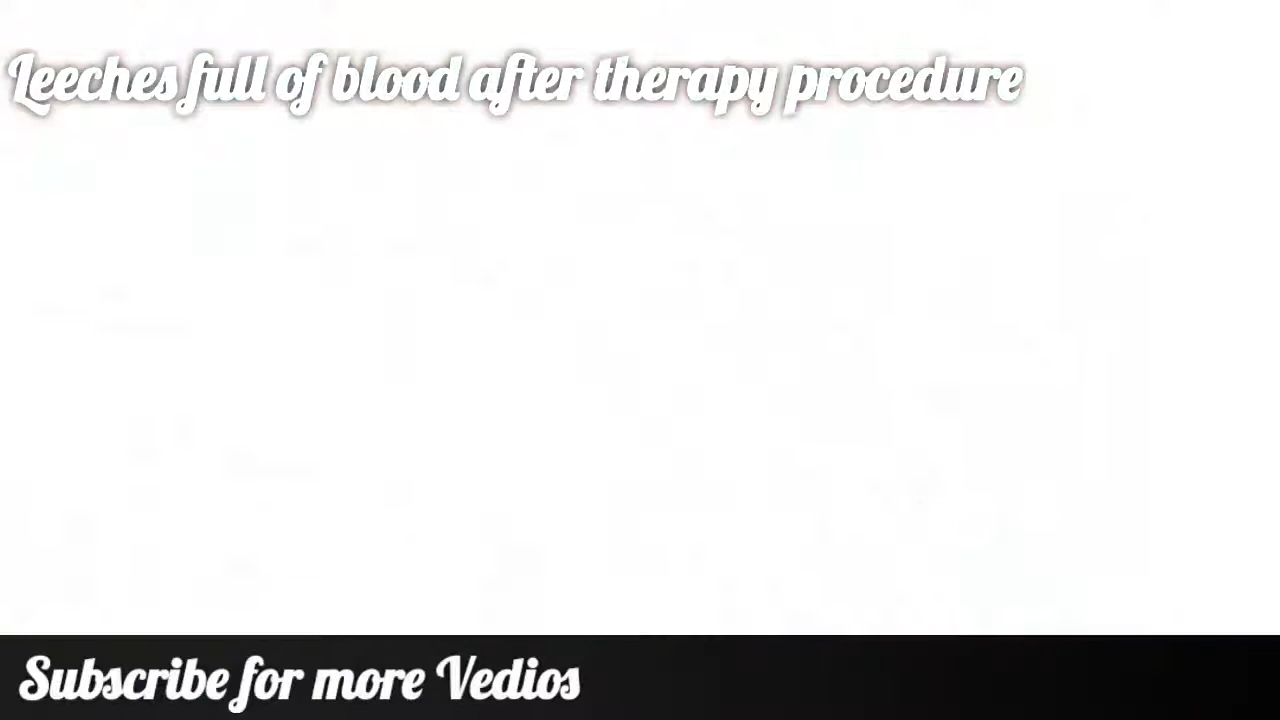 Leeches full of blood after therapy procedure
Subscribe for more Vedios